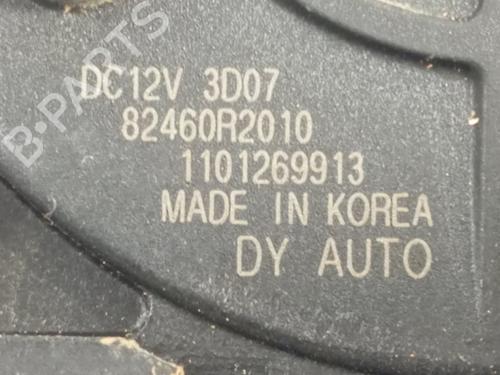 B-PARTS
DC12V 3D07
82460R2010
1101269913
MADE IN KOREA
DY AUTO